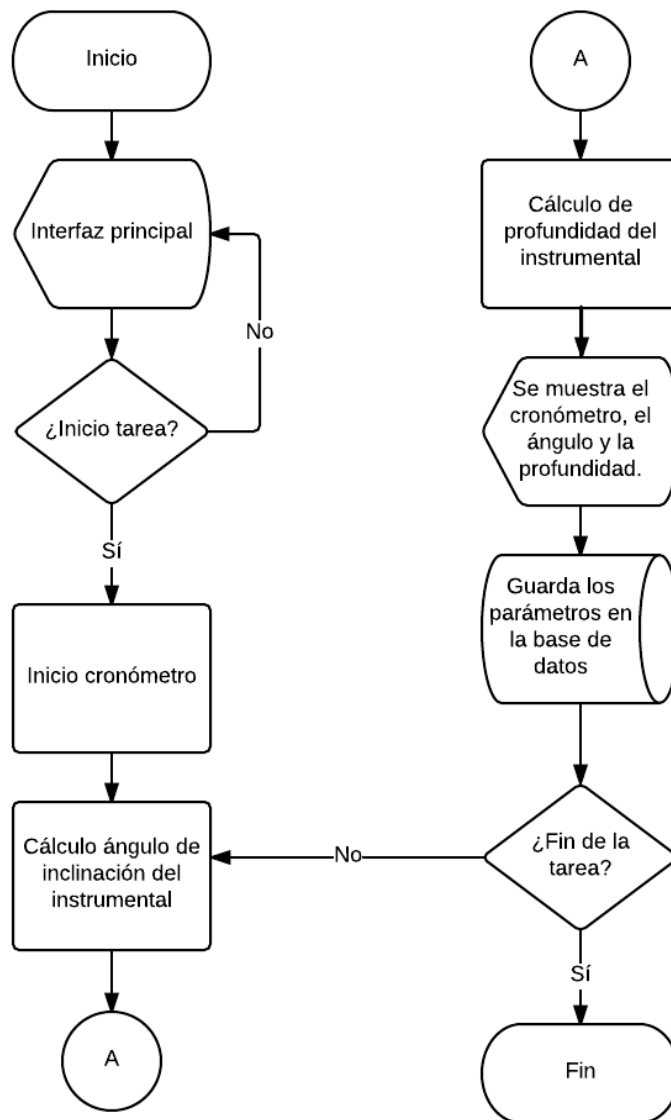 Inicio
Interfaz principal
No
¿Inicio tarea?
Sí
Inicio cronómetro
Cálculo ángulo de
inclinación del
instrumental
A
A
Cálculo de
profundidad del
instrumental
Se muestra el
cronómetro, el
ángulo y la
profundidad.
Guarda los
parámetros en
la base de
datos
¿Fin de la
tarea?
No
Sí
Fin